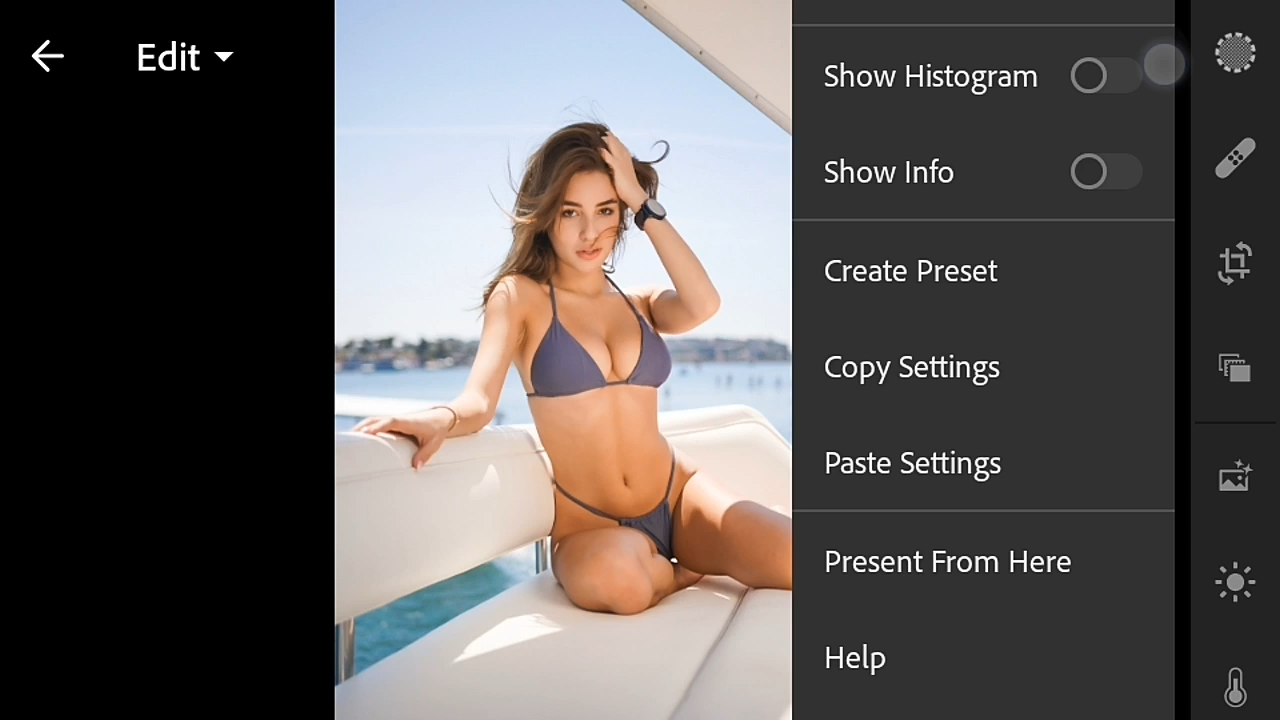 Edit
Show Histogram
Show Info
Create Preset
Copy Settings
Paste Settings
Present From Here
Help